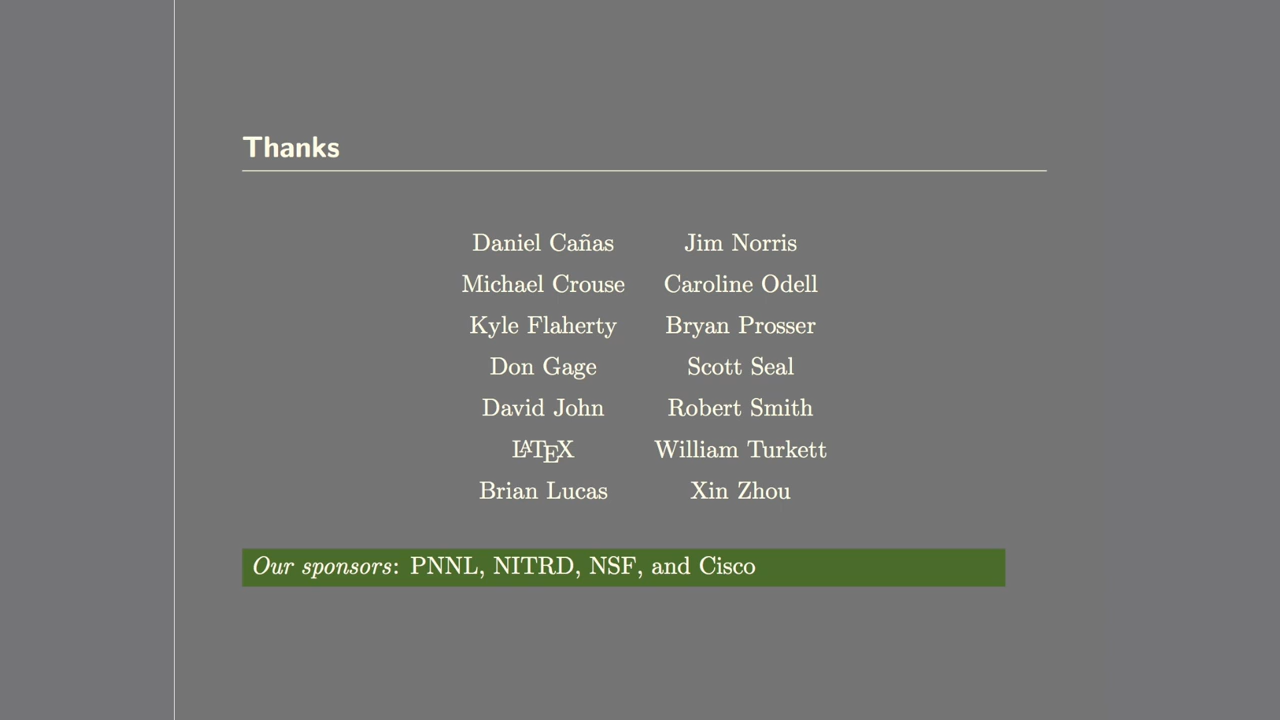 Thanks
Daniel Cañas Jim Norris
Michael Crouse Caroline Odell
Kyle Flaherty Bryan Prosser
Don Gage Scott Seal
David John Robert Smith
LATEX William Turkett
Brian Lucas Xin Zhou
Our sponsors: PNNL, NITRD, NSF, and Cisco